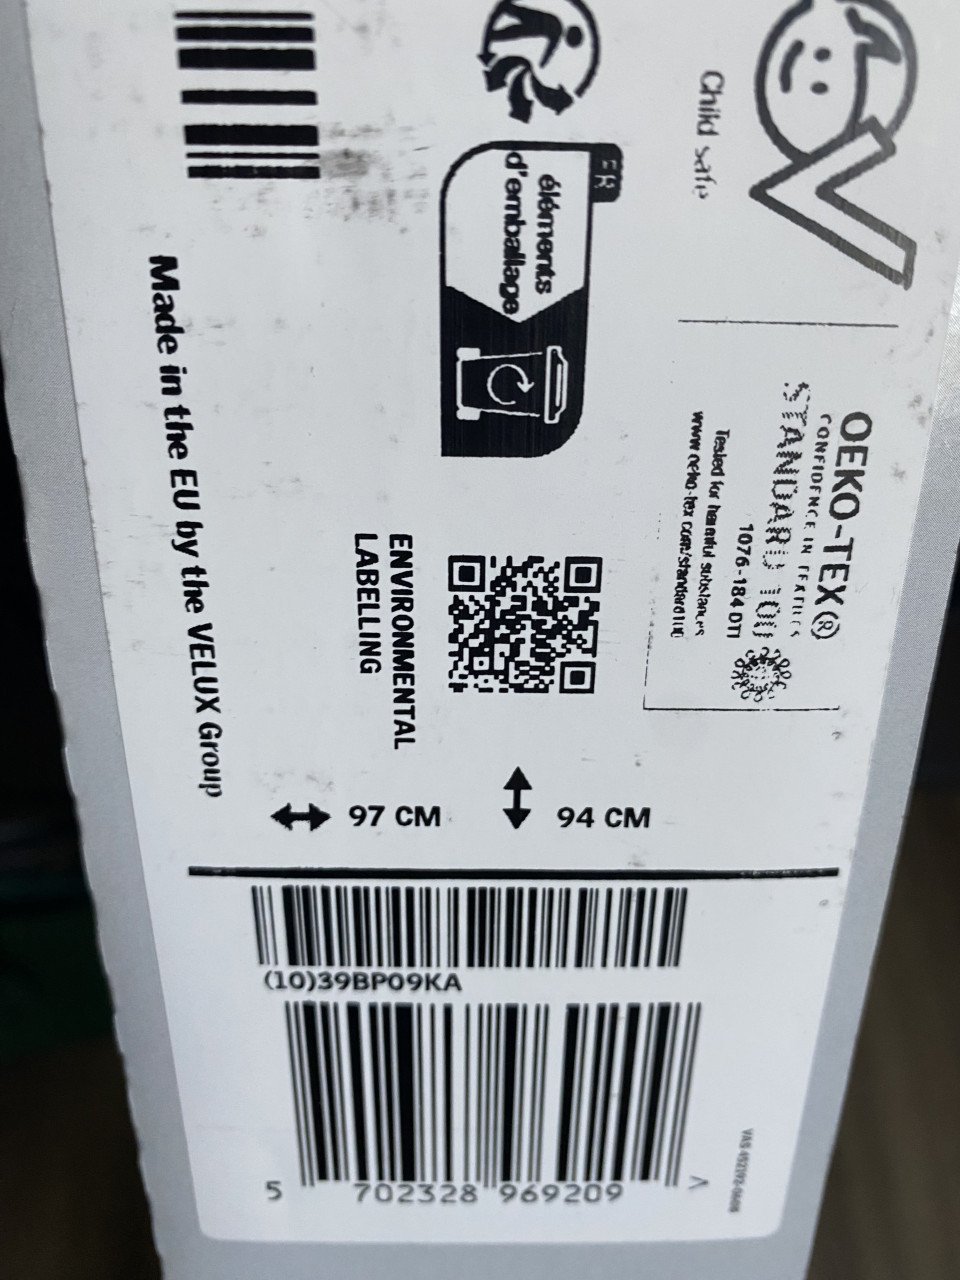 Child safe
FR
éléments
d'emballage
OEKO-TEX®
CONFIDENCE IN TEXTILES
STANDARD 100
1076-184 DTI
Tested for harmful substances
www.oeko-tex.com/standard100
ENVIRONMENTAL
LABELLING
Made in the EU by the VELUX Group
97 CM
94 CM
(10)39BP09KA
5 702328 969209 >